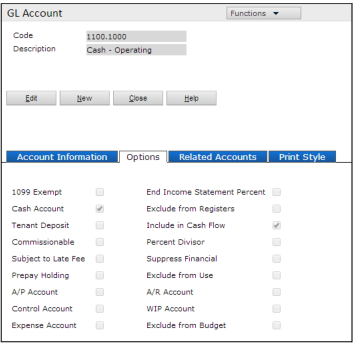 GL Account Functions
Code 1100.1000
Description Cash - Operating
Edit New Close Help
Account Information Options Related Accounts Print Style
1099 Exempt End Income Statement Percent
Cash Account Exclude from Registers
Tenant Deposit Include in Cash Flow
Commissionable Percent Divisor
Subject to Late Fee Suppress Financial
Prepay Holding Exclude from Use
A/P Account A/R Account
Control Account WIP Account
Expense Account Exclude from Budget